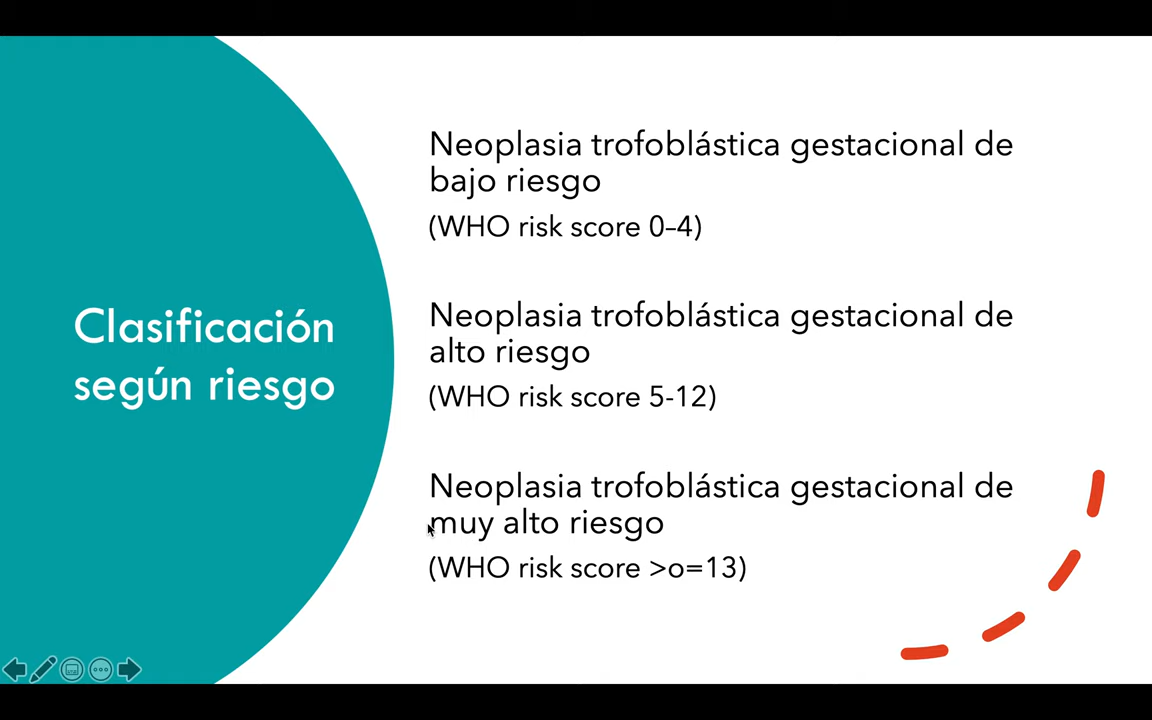 Clasificación
según riesgo
Neoplasia trofoblástica gestacional de
bajo riesgo
(WHO risk score 0–4)
Neoplasia trofoblástica gestacional de
alto riesgo
(WHO risk score 5-12)
Neoplasia trofoblástica gestacional de
muy alto riesgo
(WHO risk score >o=13)